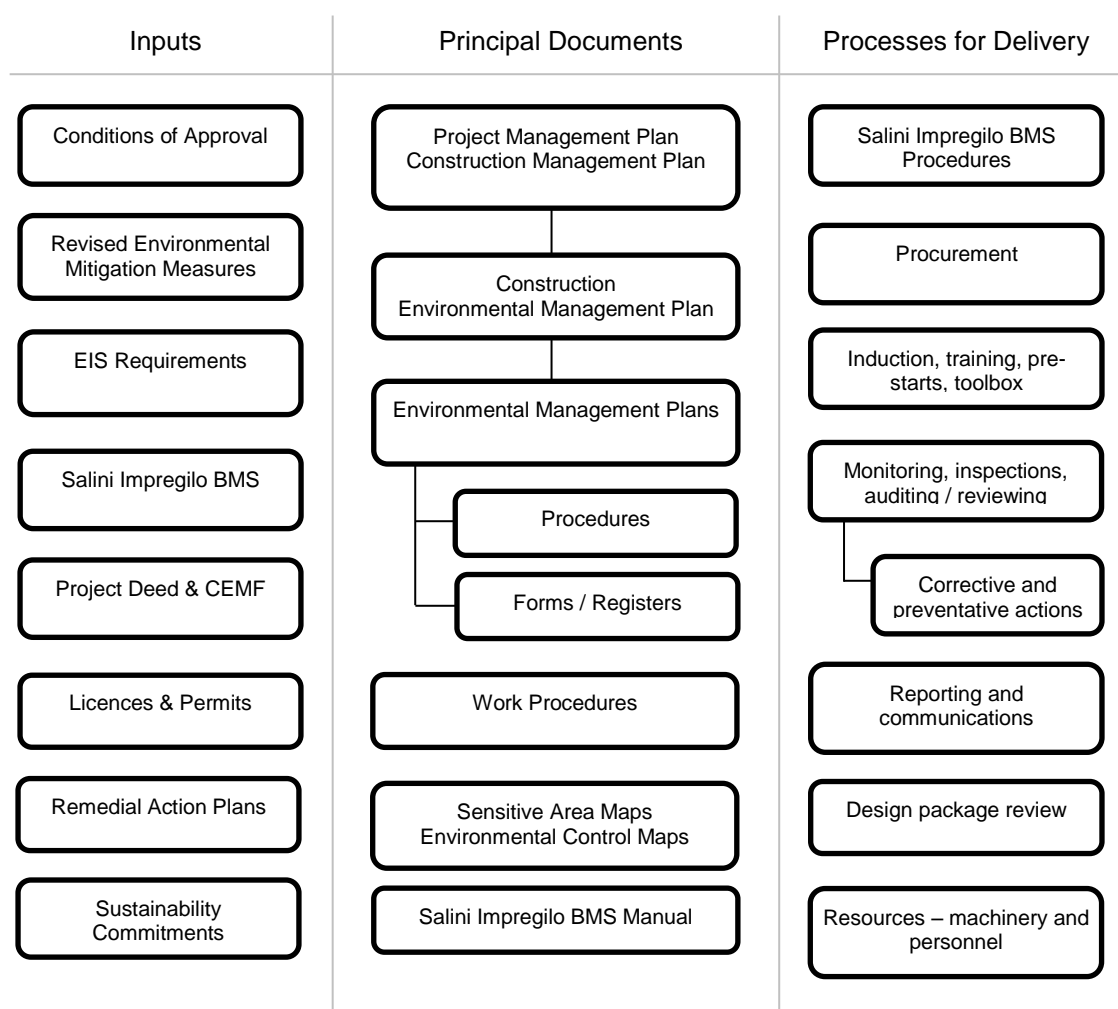 Inputs
Principal Documents
Processes for Delivery
Conditions of Approval
Revised Environmental
Mitigation Measures
EIS Requirements
Salini Impregilo BMS
Project Deed & CEMF
Licences & Permits
Remedial Action Plans
Sustainability
Commitments
Project Management Plan
Construction Management Plan
Construction
Environmental Management Plan
Environmental Management Plans
Procedures
Forms / Registers
Work Procedures
Sensitive Area Maps
Environmental Control Maps
Salini Impregilo BMS Manual
Salini Impregilo BMS
Procedures
Procurement
Induction, training, pre-
starts, toolbox
Monitoring, inspections,
auditing / reviewing
Corrective and
preventative actions
Reporting and
communications
Design package review
Resources – machinery and
personnel